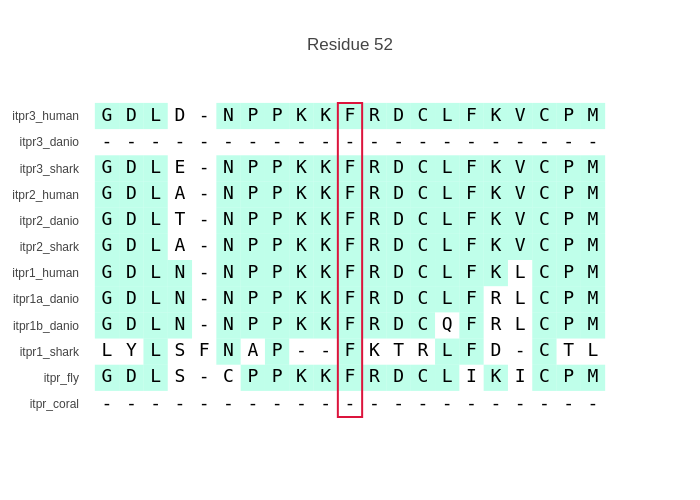 Residue 52
itpr3_human G D L D - N P P K K F R D C L F K V C P M
itpr3_danio - - - - - - - - - - - - - - - - - - - - -
itpr3_shark G D L E - N P P K K F R D C L F K V C P M
itpr2_human G D L A - N P P K K F R D C L F K V C P M
itpr2_danio G D L T - N P P K K F R D C L F K V C P M
itpr2_shark G D L A - N P P K K F R D C L F K V C P M
itpr1_human G D L N - N P P K K F R D C L F K L C P M
itpr1a_danio G D L N - N P P K K F R D C L F R L C P M
itpr1b_danio G D L N - N P P K K F R D C Q F R L C P M
itpr1_shark L Y L S F N A P - - F K T R L F D - C T L
itpr_fly G D L S - C P P K K F R D C L I K I C P M
itpr_coral - - - - - - - - - - - - - - - - - - - - -